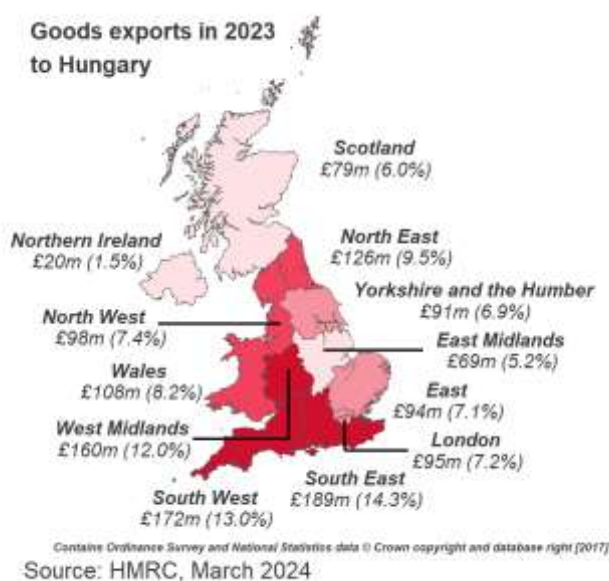 Goods exports in 2023
to Hungary
Scotland
£79m (6.0%)
Northern Ireland
£20m (1.5%)
North East
£126m (9.5%)
Yorkshire and the Humber
£91m (6.9%)
North West
£98m (7.4%)
East Midlands
£69m (5.2%)
Wales
£108m (8.2%)
East
£94m (7.1%)
West Midlands
£160m (12.0%)
London
£95m (7.2%)
South East
£189m (14.3%)
South West
£172m (13.0%)
Contains Ordinance Survey and National Statistics data © Crown copyright and database right [2017]
Source: HMRC, March 2024